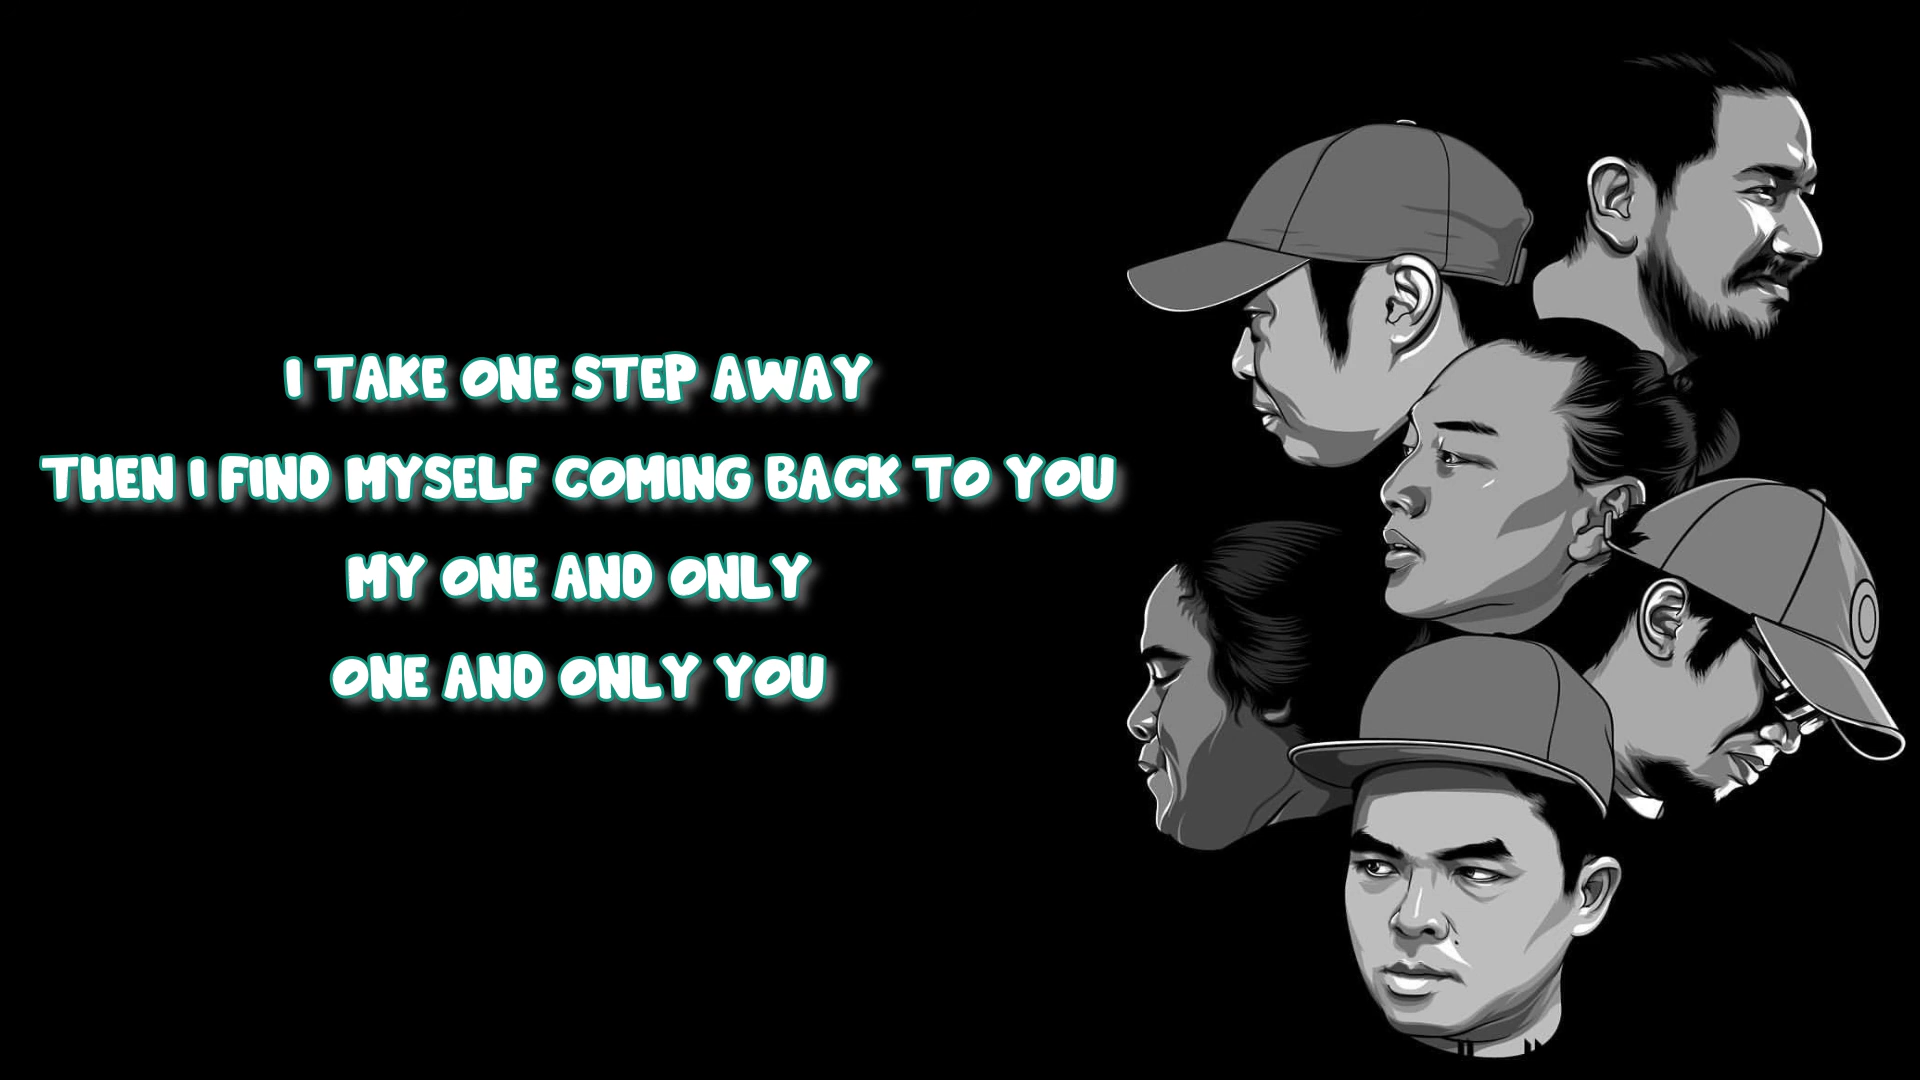 I TAKE ONE STEP AWAY
THEN I FIND MYSELF COMING BACK TO YOU
MY ONE AND ONLY
ONE AND ONLY YOU